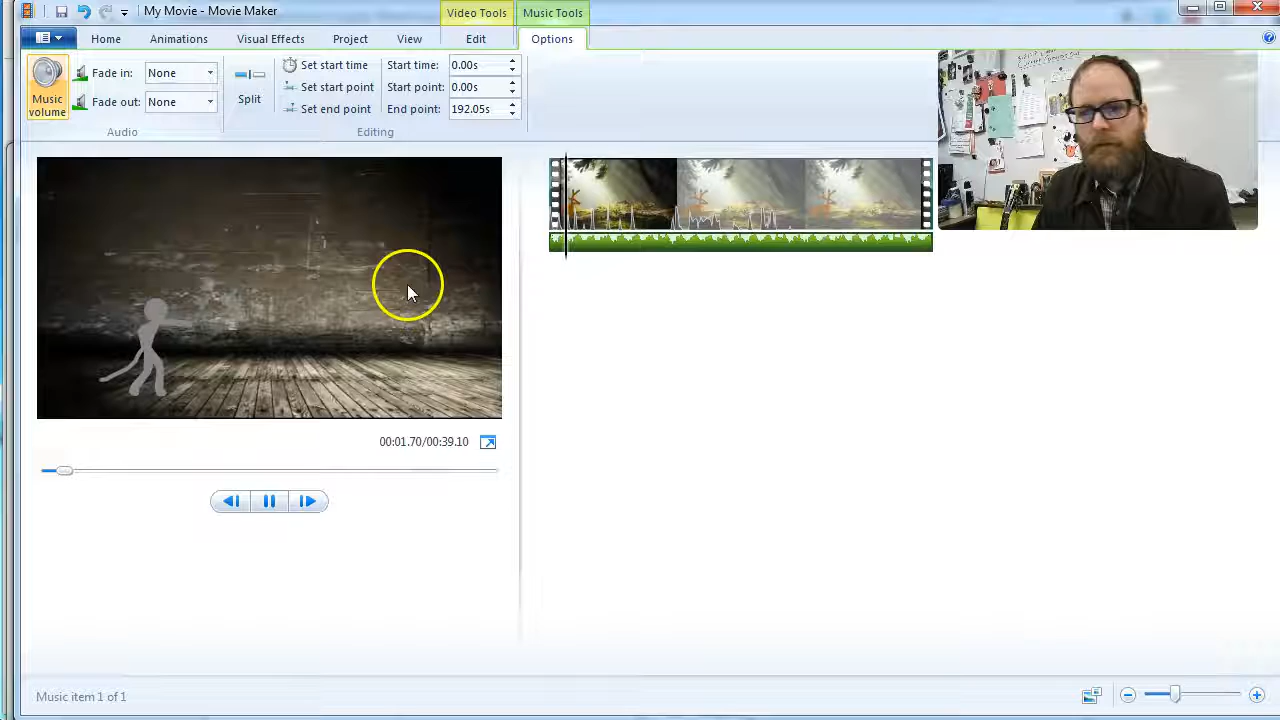 My Movie - Movie Maker
Video Tools
Music Tools
Home
Animations
Visual Effects
Project
View
Edit
Options
Music volume
Fade in: None
Fade out: None
Audio
Split
Set start time
Set start point
Set end point
Start time: 0.00s
Start point: 0.00s
End point: 192.05s
Editing
00:01.70/00:39.10
Music item 1 of 1